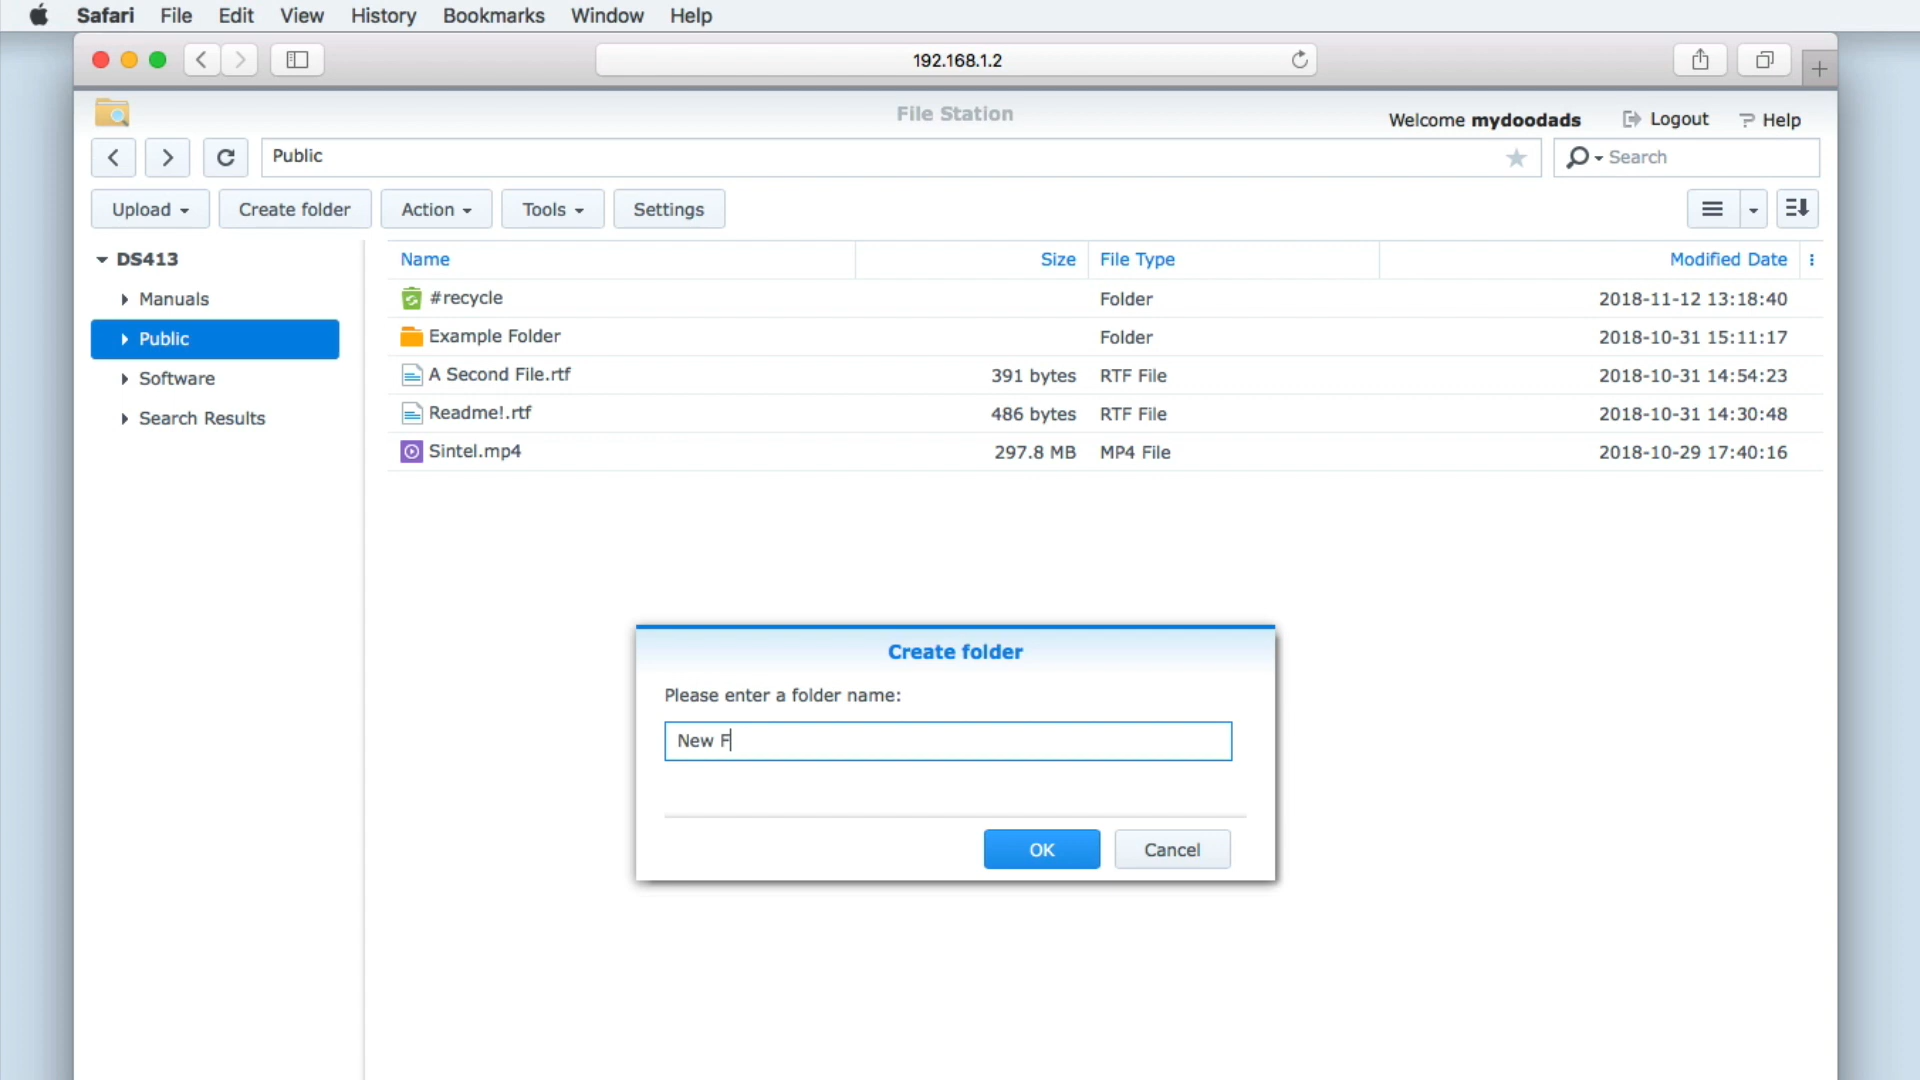 Safari File Edit View History Bookmarks Window Help
192.168.1.2
File Station
Welcome mydoodads Logout Help
Public
Search
Upload Create folder Action Tools Settings
DS413
Manuals
Public
Software
Search Results
Name Size File Type Modified Date
#recycle Folder 2018-11-12 13:18:40
Example Folder Folder 2018-10-31 15:11:17
A Second File.rtf 391 bytes RTF File 2018-10-31 14:54:23
Readme!.rtf 486 bytes RTF File 2018-10-31 14:30:48
Sintel.mp4 297.8 MB MP4 File 2018-10-29 17:40:16
Create folder
Please enter a folder name:
New F
OK Cancel